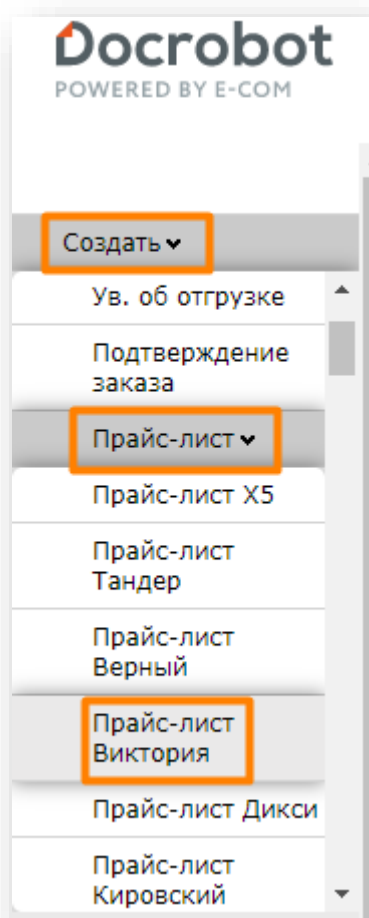 Docrobot
POWERED BY E-COM
Создать
Ув. об отгрузке
Подтверждение
заказа
Прайс-лист
Прайс-лист X5
Прайс-лист
Тандер
Прайс-лист
Верный
Прайс-лист
Виктория
Прайс-лист Дикси
Прайс-лист
Кировский